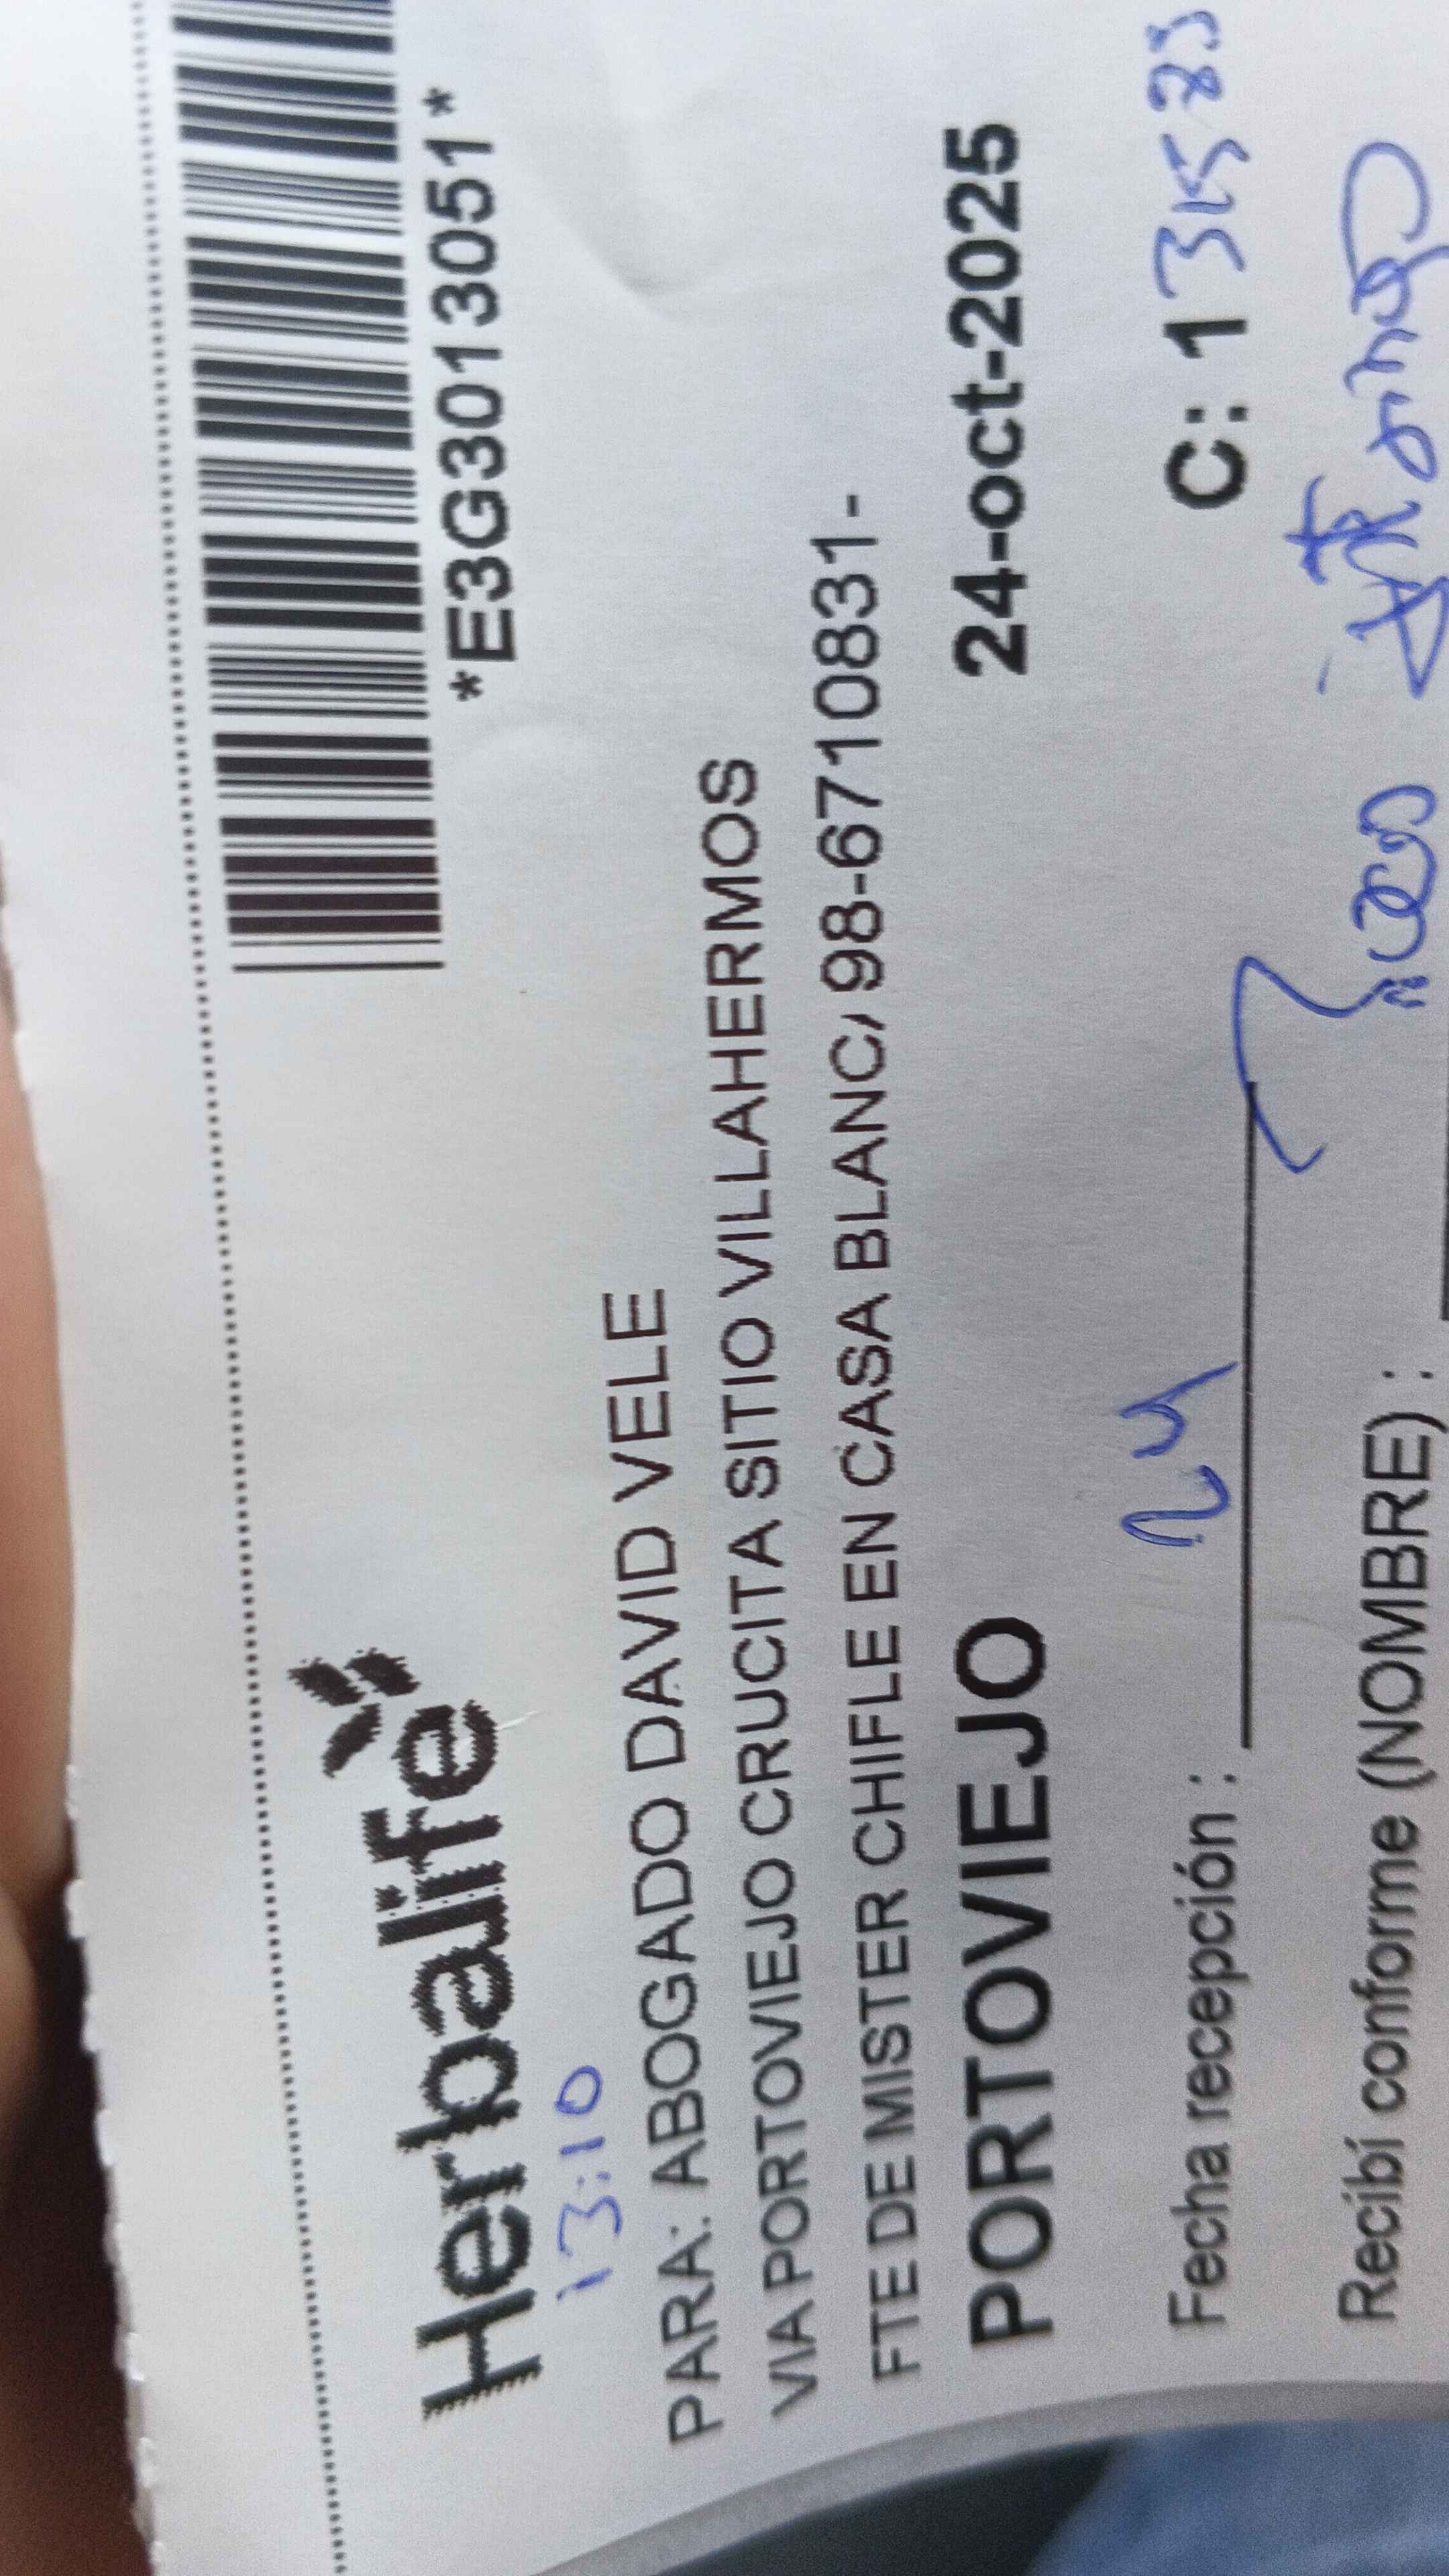 *E3G3013051*
Herbalife
13:10
PARA: ABOGADO DAVID VELE
VIA PORTOVIEJO CRUCITA SITIO VILLAHERMOS
FTE DE MISTER CHIFLE EN CASA BLANC 98-6710831-
PORTOVIEJO 24-oct-2025
Fecha recepción : 24 C: 1
Recibí conforme (NOMBRE) :